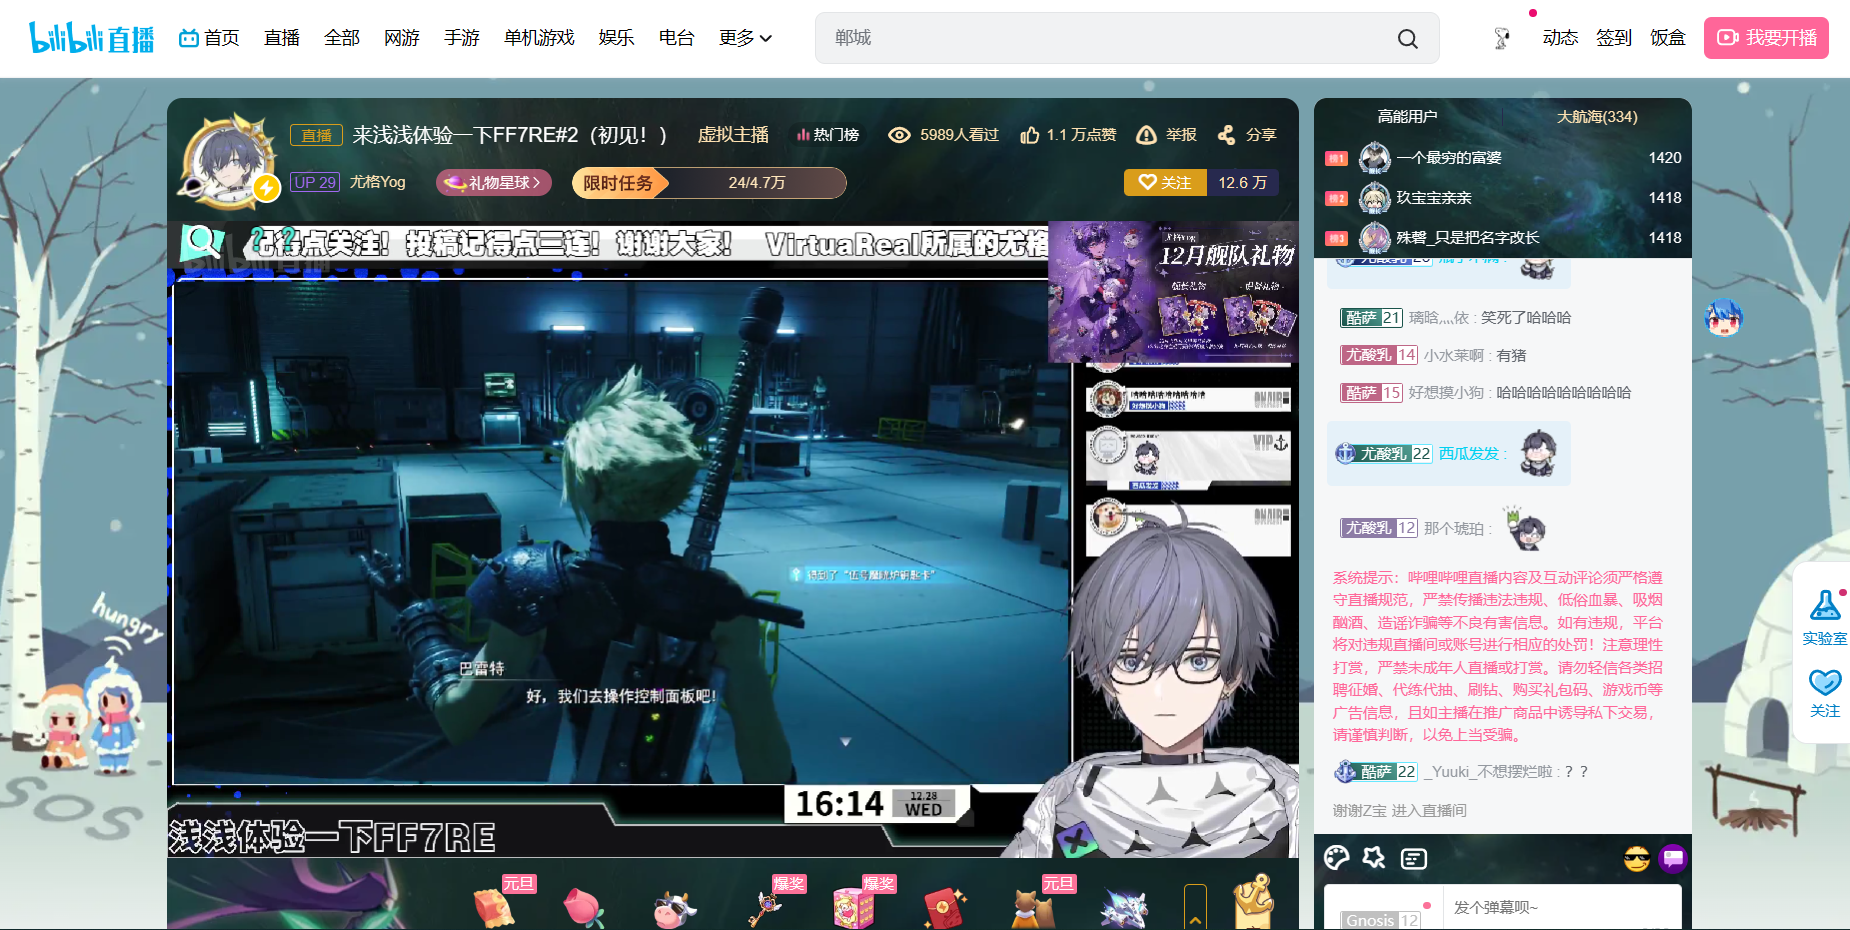 bilibili 直播 首页 直播 全部 网游 手游 单机游戏 娱乐 电台 更多 郸城 动态 签到 饭盒 我要开播
直播 来浅浅体验一下FF7RE#2（初见！） 虚拟主播 热门榜 5989人看过 1.1 万点赞 举报 分享
UP 29 尤格Yog 礼物星球 限时任务 24/4.7万 关注 12.6 万
记得点关注！投稿记得点三连！谢谢大家！ VirtuaReal所属的尤格
12月舰队礼物
ONAIR
VIP
西瓜发发
ONAIR
巴雷特
好，我们去操作控制面板吧！
16:14 12.28
WED
浅浅体验一下FF7RE
元旦 爆奖 爆奖 元旦
高能用户 大航海(334)
榜1 舰长 一个最穷的富婆 1420
榜2 舰长 玖宝宝亲亲 1418
榜3 舰长 殊磬_只是把名字改长 1418
酷萨 21 璃晗灬依 : 笑死了哈哈哈
尤酸乳 14 小水莱啊 : 有猪
酷萨 15 好想摸小狗 : 哈哈哈哈哈哈哈哈哈
尤酸乳 22 西瓜发发 :
尤酸乳 12 那个琥珀 :
系统提示：哔哩哔哩直播内容及互动评论须严格遵
守直播规范，严禁传播违法违规、低俗血暴、吸烟
酗酒、造谣诈骗等不良有害信息。如有违规，平台
将对违规直播间或账号进行相应的处罚！注意理性
打赏，严禁未成年人直播或打赏。请勿轻信各类招
聘征婚、代练代抽、刷钻、购买礼包码、游戏币等
广告信息，且如主播在推广商品中诱导私下交易，
请谨慎判断，以免上当受骗。
酷萨 22 _Yuuki_不想摆烂啦 : ？？
谢谢Z宝 进入直播间
Gnosis 12 发个弹幕呗~
实验室
关注
hungry
SOS